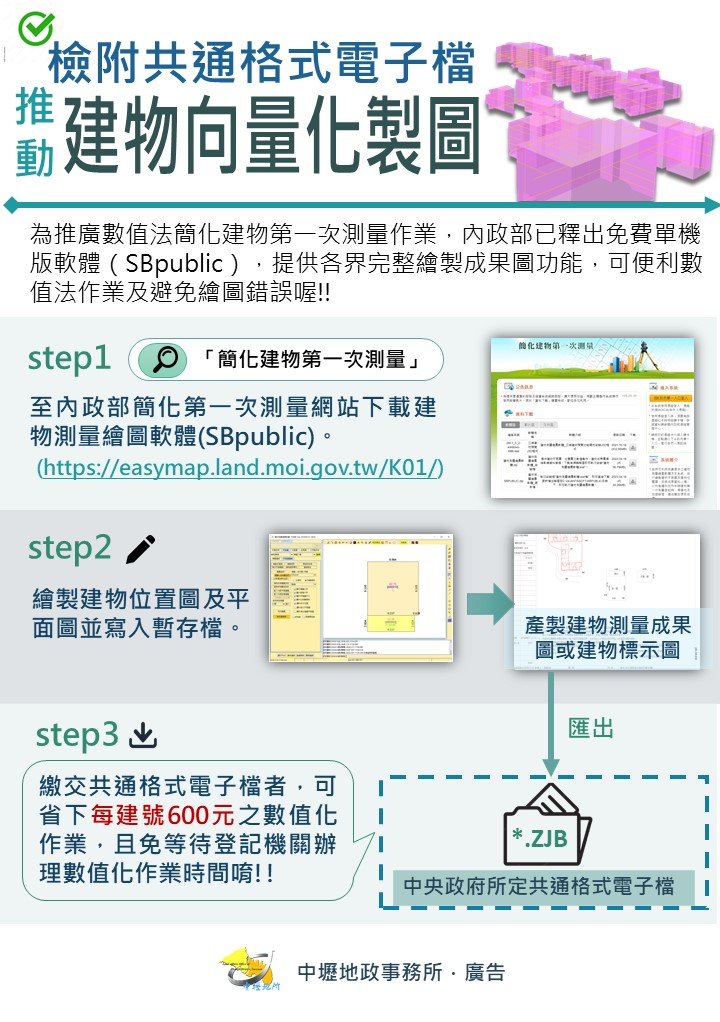 檢附共通格式電子檔
推動
建物向量化製圖
為推廣數值法簡化建物第一次測量作業，內政部已釋出免費單機
版軟體（SBpublic），提供各界完整繪製成果圖功能，可便利數
值法作業及避免繪圖錯誤喔!!
step1
「簡化建物第一次測量」
至內政部簡化第一次測量網站下載建
物測量繪圖軟體(SBpublic)。
(https://easymap.land.moi.gov.tw/K01/)
簡化建物第一次測量
step2
繪製建物位置圖及平
面圖並寫入暫存檔。
產製建物測量成果
圖或建物標示圖
匯出
step3
繳交共通格式電子檔者，可
省下每建號600元之數值化
作業，且免等待登記機關辦
理數值化作業時間唷!!
*.ZJB
中央政府所定共通格式電子檔
中壢地政事務所．廣告